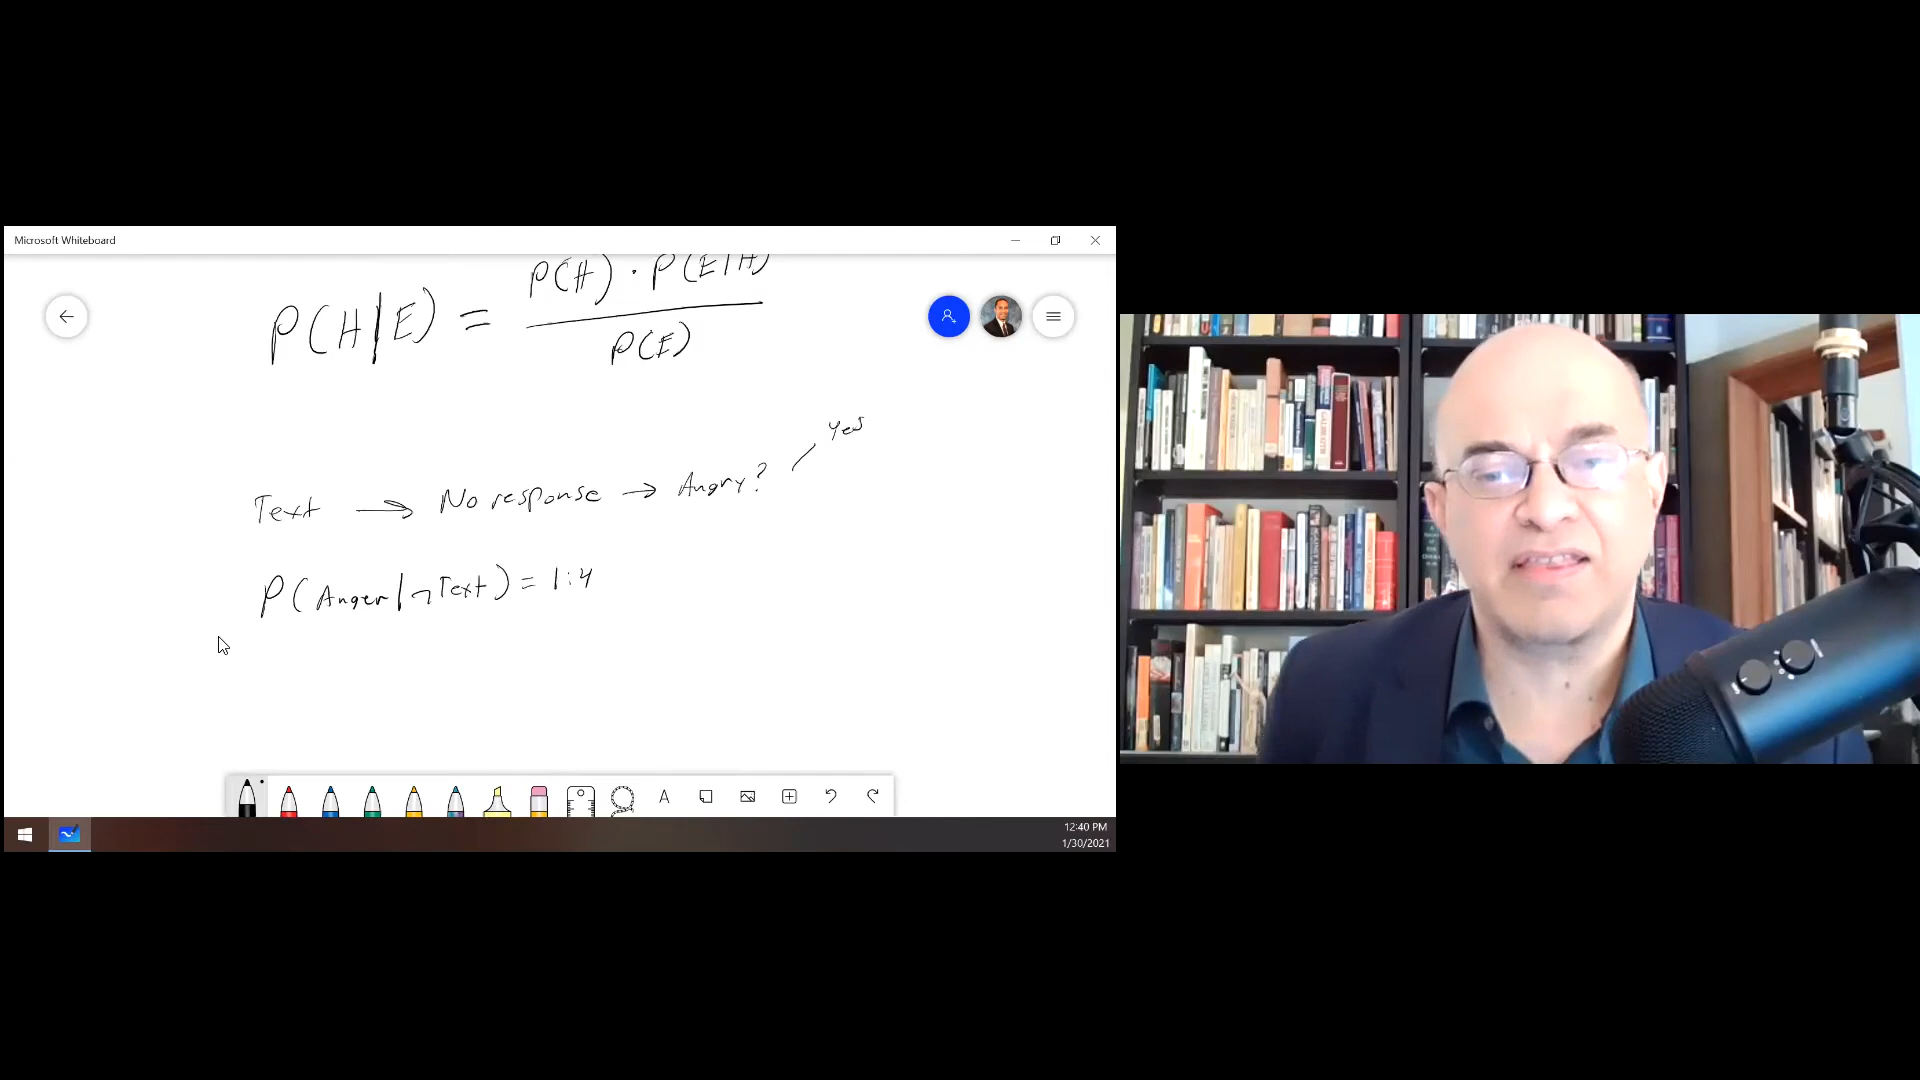 Microsoft Whiteboard
P(H) · P(E|H)
P(H|E) =
P(E)
Yes
Text → No response → Angry?
P(Anger|¬Text) = 1:4
A
12:40 PM
1/30/2021